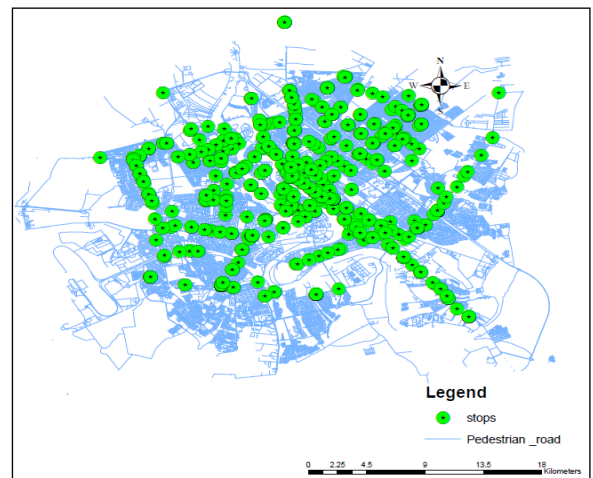 N
W E
S
Legend
stops
Pedestrian _road
0 2.25 4.5 9 13.5 18
Kilometers